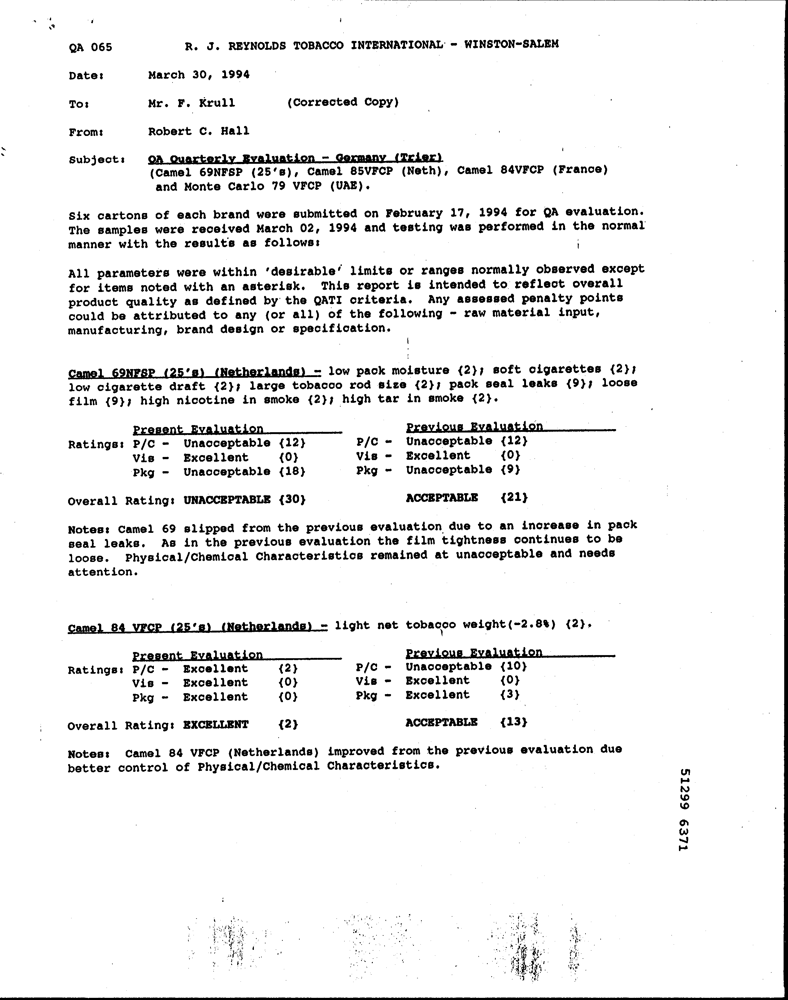 QA 065 R. J. REYNOLDS TOBACCO INTERNATIONAL - WINSTON-SALEM
Date: March 30, 1994
To: Mr. F. Krull (Corrected Copy)
From: Robert C. Hall
Subject: QA Quarterly Evaluation - Germany (Trier)
(Camel 69NFSP (25's), Camel 85VFCP (Neth), Camel 84VFCP (France)
and Monte Carlo 79 VFCP (UAE).
Six cartons of each brand were submitted on February 17, 1994 for QA evaluation.
The samples were received March 02, 1994 and testing was performed in the normal
manner with the results as follows:
All parameters were within 'desirable' limits or ranges normally observed except
for items noted with an asterisk. This report is intended to reflect overall
product quality as defined by the QATI criteria. Any assessed penalty points
could be attributed to any (or all) of the following - raw material input,
manufacturing, brand design or specification.
Camel 69NFSP (25's) (Netherlands) - low pack moisture {2}; soft cigarettes {2};
low cigarette draft {2}; large tobacco rod size {2}; pack seal leaks {9}; loose
film {9}; high nicotine in smoke {2}; high tar in smoke {2}.
Present Evaluation Previous Evaluation
Ratings: P/C - Unacceptable {12} P/C - Unacceptable {12}
Vis - Excellent {0} Vis - Excellent {0}
Pkg - Unacceptable {18} Pkg - Unacceptable {9}
Overall Rating: UNACCEPTABLE {30} ACCEPTABLE {21}
Notes: Camel 69 slipped from the previous evaluation due to an increase in pack
seal leaks. As in the previous evaluation the film tightness continues to be
loose. Physical/Chemical Characteristics remained at unacceptable and needs
attention.
Camel 84 VFCP (25's) (Netherlands) - light net tobacco weight(-2.8%) {2}.
Present Evaluation Previous Evaluation
Ratings: P/C - Excellent {2} P/C - Unacceptable {10}
Vis - Excellent {0} Vis - Excellent {0}
Pkg - Excellent {0} Pkg - Excellent {3}
Overall Rating: EXCELLENT {2} ACCEPTABLE {13}
Notes: Camel 84 VFCP (Netherlands) improved from the previous evaluation due
better control of Physical/Chemical Characteristics.
51299 6371